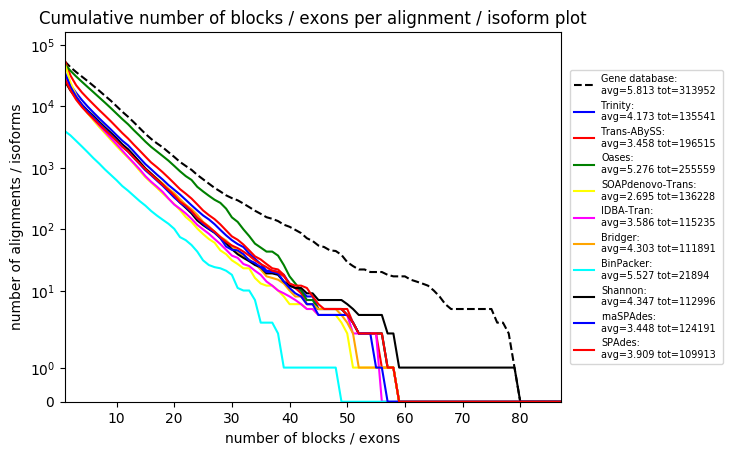 Cumulative number of blocks / exons per alignment / isoform plot
number of alignments / isoforms
10^5
10^4
10^3
10^2
10^1
10^0
0
10 20 30 40 50 60 70 80
number of blocks / exons
Gene database:
avg=5.813 tot=313952
Trinity:
avg=4.173 tot=135541
Trans-ABySS:
avg=3.458 tot=196515
Oases:
avg=5.276 tot=255559
SOAPdenovo-Trans:
avg=2.695 tot=136228
IDBA-Tran:
avg=3.586 tot=115235
Bridger:
avg=4.303 tot=111891
BinPacker:
avg=5.527 tot=21894
Shannon:
avg=4.347 tot=112996
rnaSPAdes:
avg=3.448 tot=124191
SPAdes:
avg=3.909 tot=109913